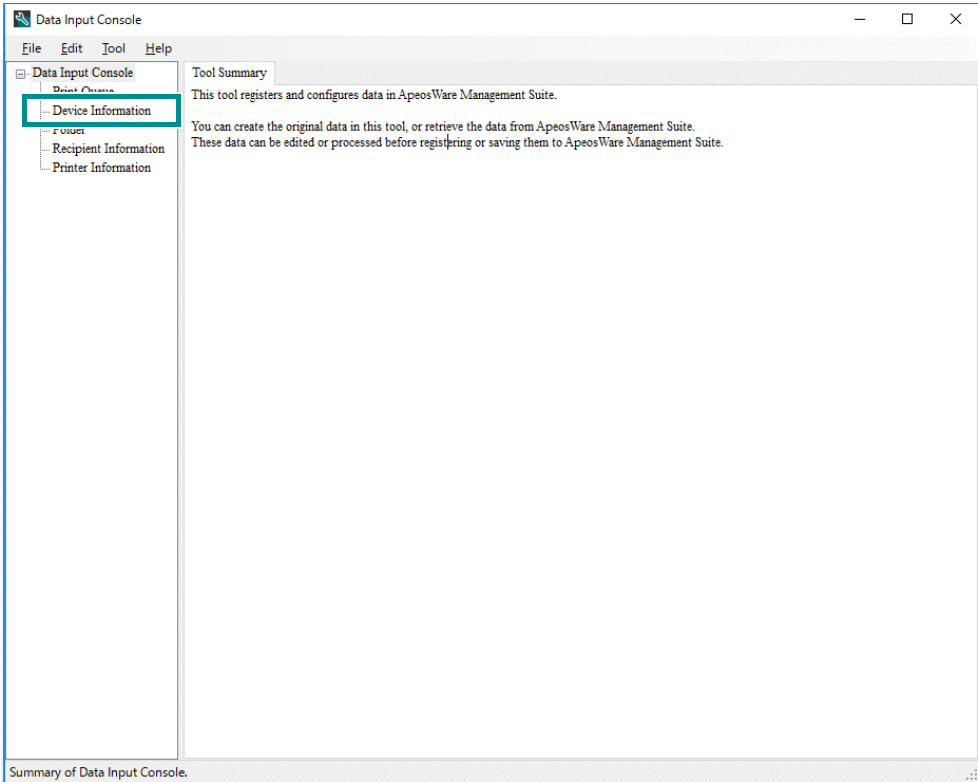 Data Input Console
File Edit Tool Help
Data Input Console
Print Queue
Device Information
Folder
Recipient Information
Printer Information
Tool Summary
This tool registers and configures data in ApeosWare Management Suite.
You can create the original data in this tool, or retrieve the data from ApeosWare Management Suite.
These data can be edited or processed before registering or saving them to ApeosWare Management Suite.
Summary of Data Input Console.